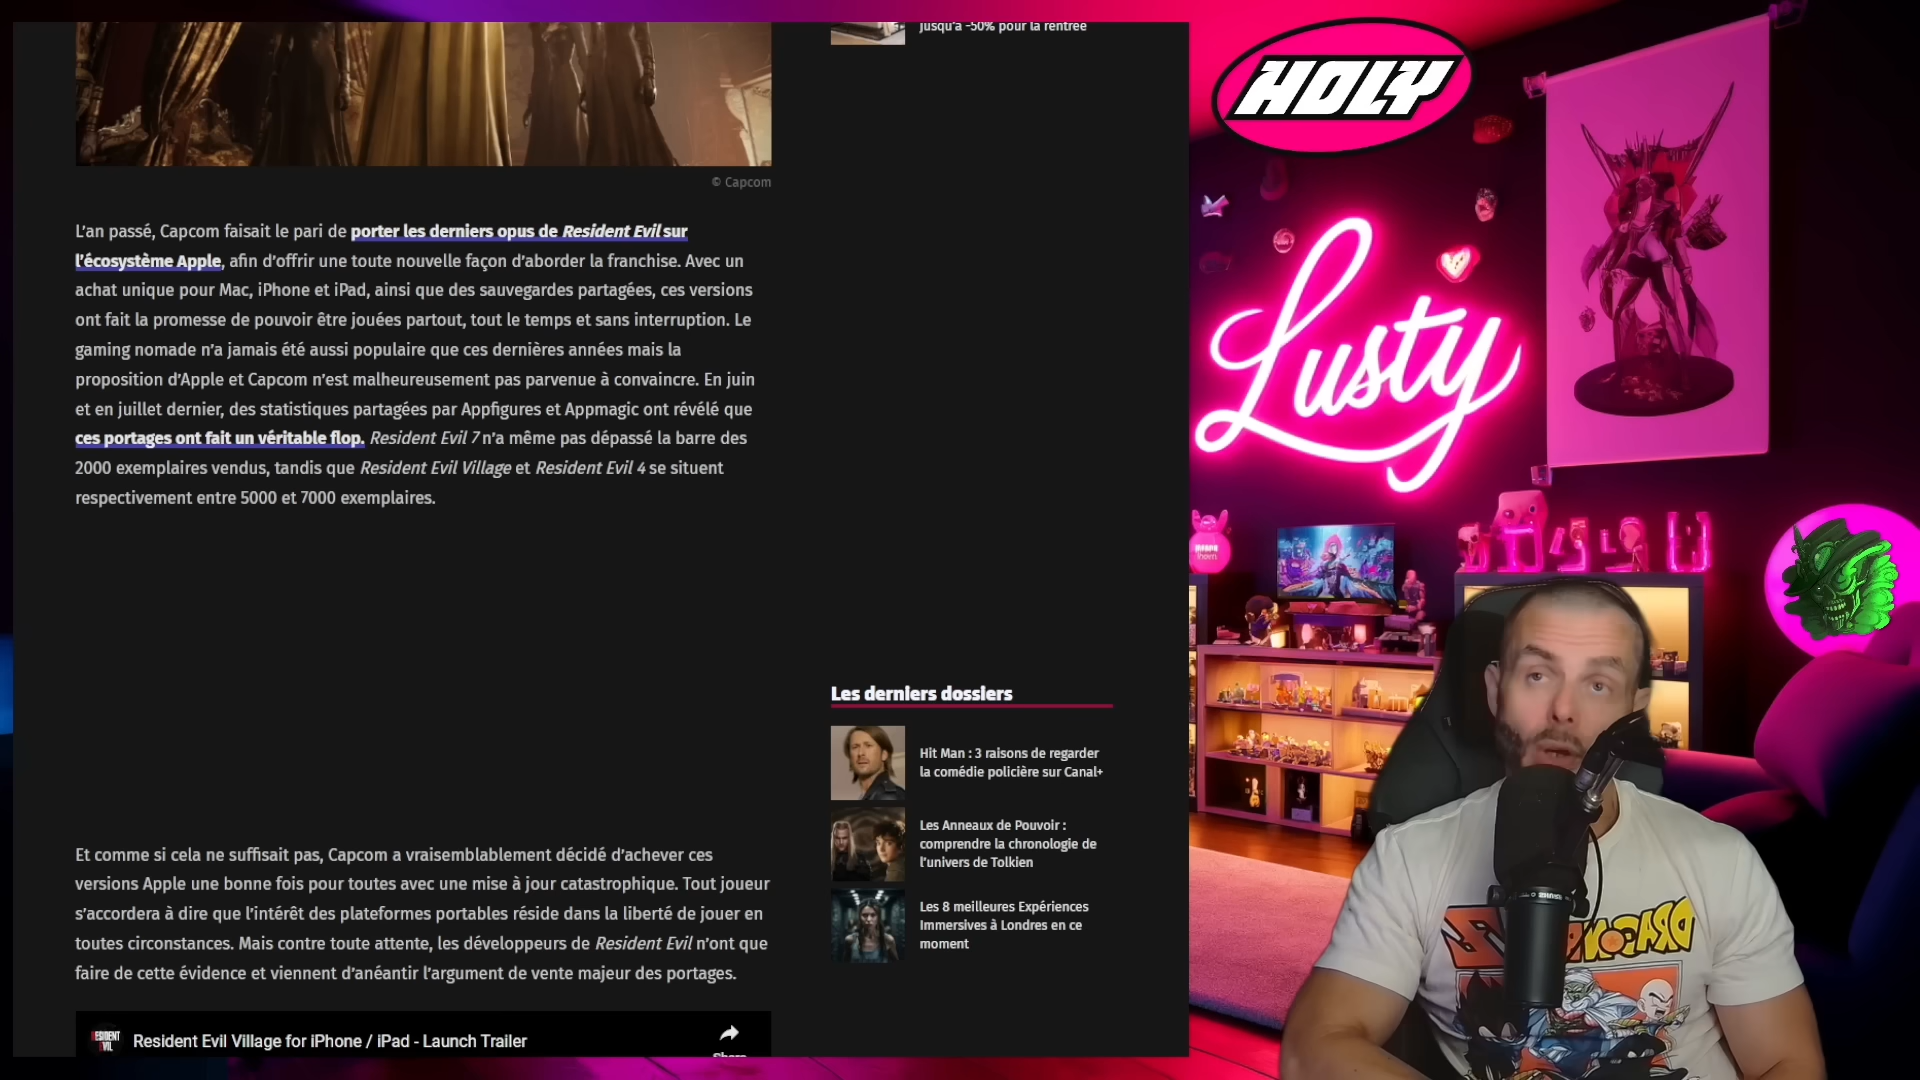 jusqu'à -50% pour la rentrée
© Capcom
L'an passé, Capcom faisait le pari de porter les derniers opus de Resident Evil sur
l'écosystème Apple, afin d'offrir une toute nouvelle façon d'aborder la franchise. Avec un
achat unique pour Mac, iPhone et iPad, ainsi que des sauvegardes partagées, ces versions
ont fait la promesse de pouvoir être jouées partout, tout le temps et sans interruption. Le
gaming nomade n'a jamais été aussi populaire que ces dernières années mais la
proposition d'Apple et Capcom n'est malheureusement pas parvenue à convaincre. En juin
et en juillet dernier, des statistiques partagées par Appfigures et Appmagic ont révélé que
ces portages ont fait un véritable flop. Resident Evil 7 n'a même pas dépassé la barre des
2000 exemplaires vendus, tandis que Resident Evil Village et Resident Evil 4 se situent
respectivement entre 5000 et 7000 exemplaires.
Et comme si cela ne suffisait pas, Capcom a vraisemblablement décidé d'achever ces
versions Apple une bonne fois pour toutes avec une mise à jour catastrophique. Tout joueur
s'accordera à dire que l'intérêt des plateformes portables réside dans la liberté de jouer en
toutes circonstances. Mais contre toute attente, les développeurs de Resident Evil n'ont que
faire de cette évidence et viennent d'anéantir l'argument de vente majeur des portages.
RESIDENT EVIL
Resident Evil Village for iPhone / iPad - Launch Trailer
Share
Les derniers dossiers
Hit Man : 3 raisons de regarder
la comédie policière sur Canal+
Les Anneaux de Pouvoir :
comprendre la chronologie de
l'univers de Tolkien
Les 8 meilleures Expériences
Immersives à Londres en ce
moment
HOLY
Lusty
DRAGON